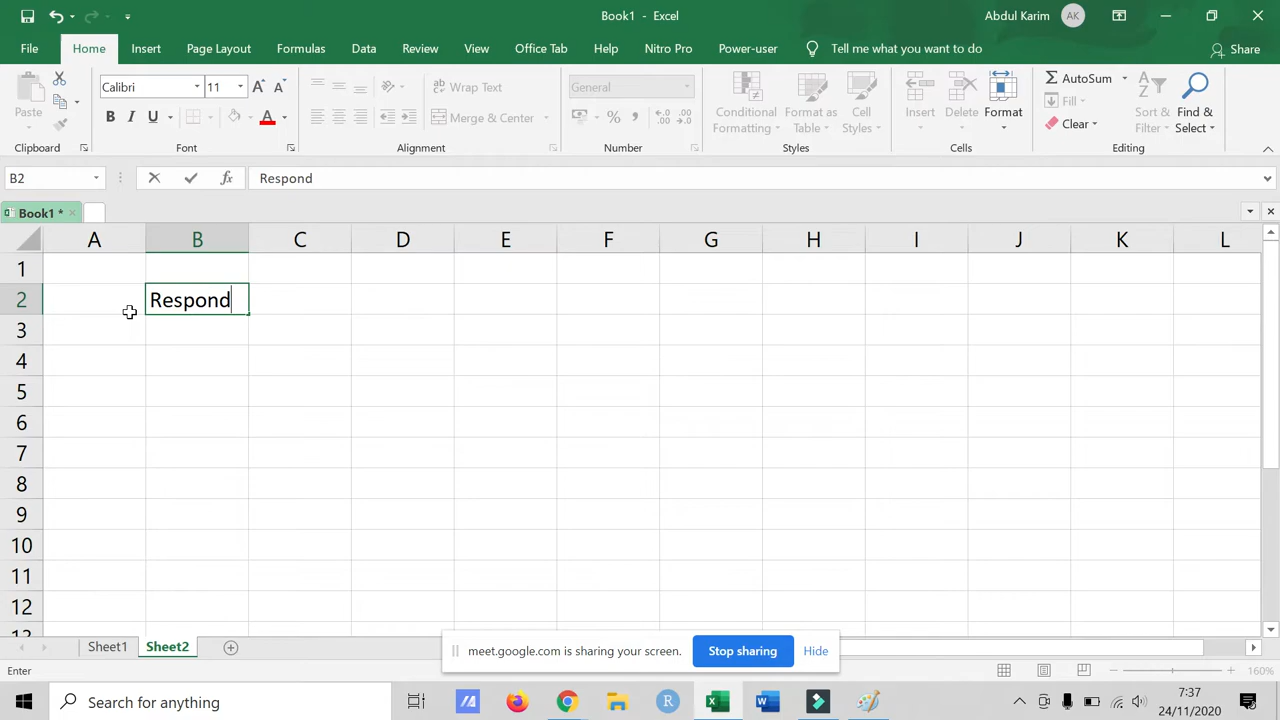 Book1 - Excel
Abdul Karim AK
File Home Insert Page Layout Formulas Data Review View Office Tab Help Nitro Pro Power-user Tell me what you want to do Share
Calibri 11 Wrap Text General AutoSum
Paste Conditional Format as Cell Insert Delete Format Fill Sort & Find &
B I U Merge & Center % Formatting Table Styles Clear Filter Select
Clipboard Font Alignment Number Styles Cells Editing
B2 fx Respond
Book1 *
A B C D E F G H I J K L
1
2 Respond
3
4
5
6
7
8
9
10
11
12
13
Sheet1 Sheet2
meet.google.com is sharing your screen. Stop sharing Hide
Enter 160%
Search for anything
7:37
24/11/2020